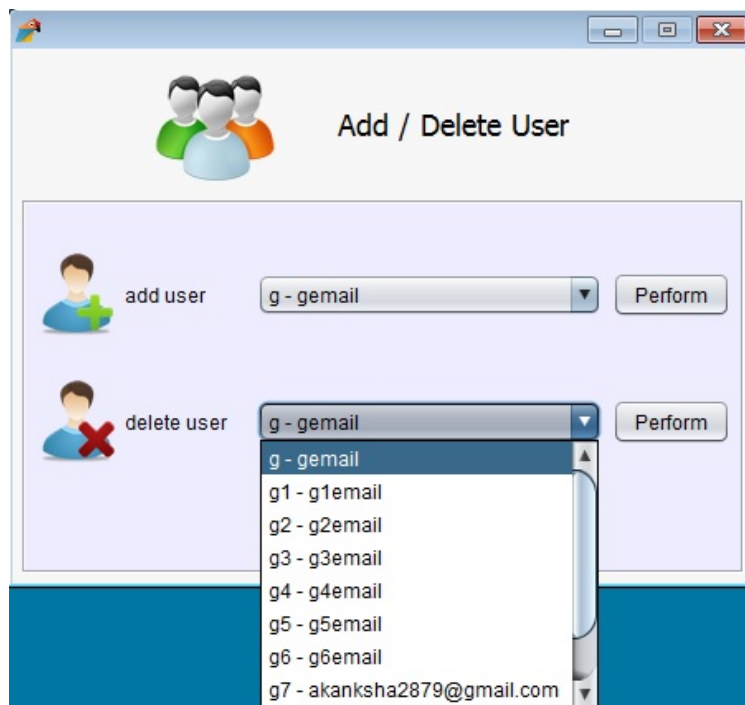 Add / Delete User
add user g - gemail Perform
delete user g - gemail Perform
g - gemail
g1 - g1email
g2 - g2email
g3 - g3email
g4 - g4email
g5 - g5email
g6 - g6email
g7 - akanksha2879@gmail.com